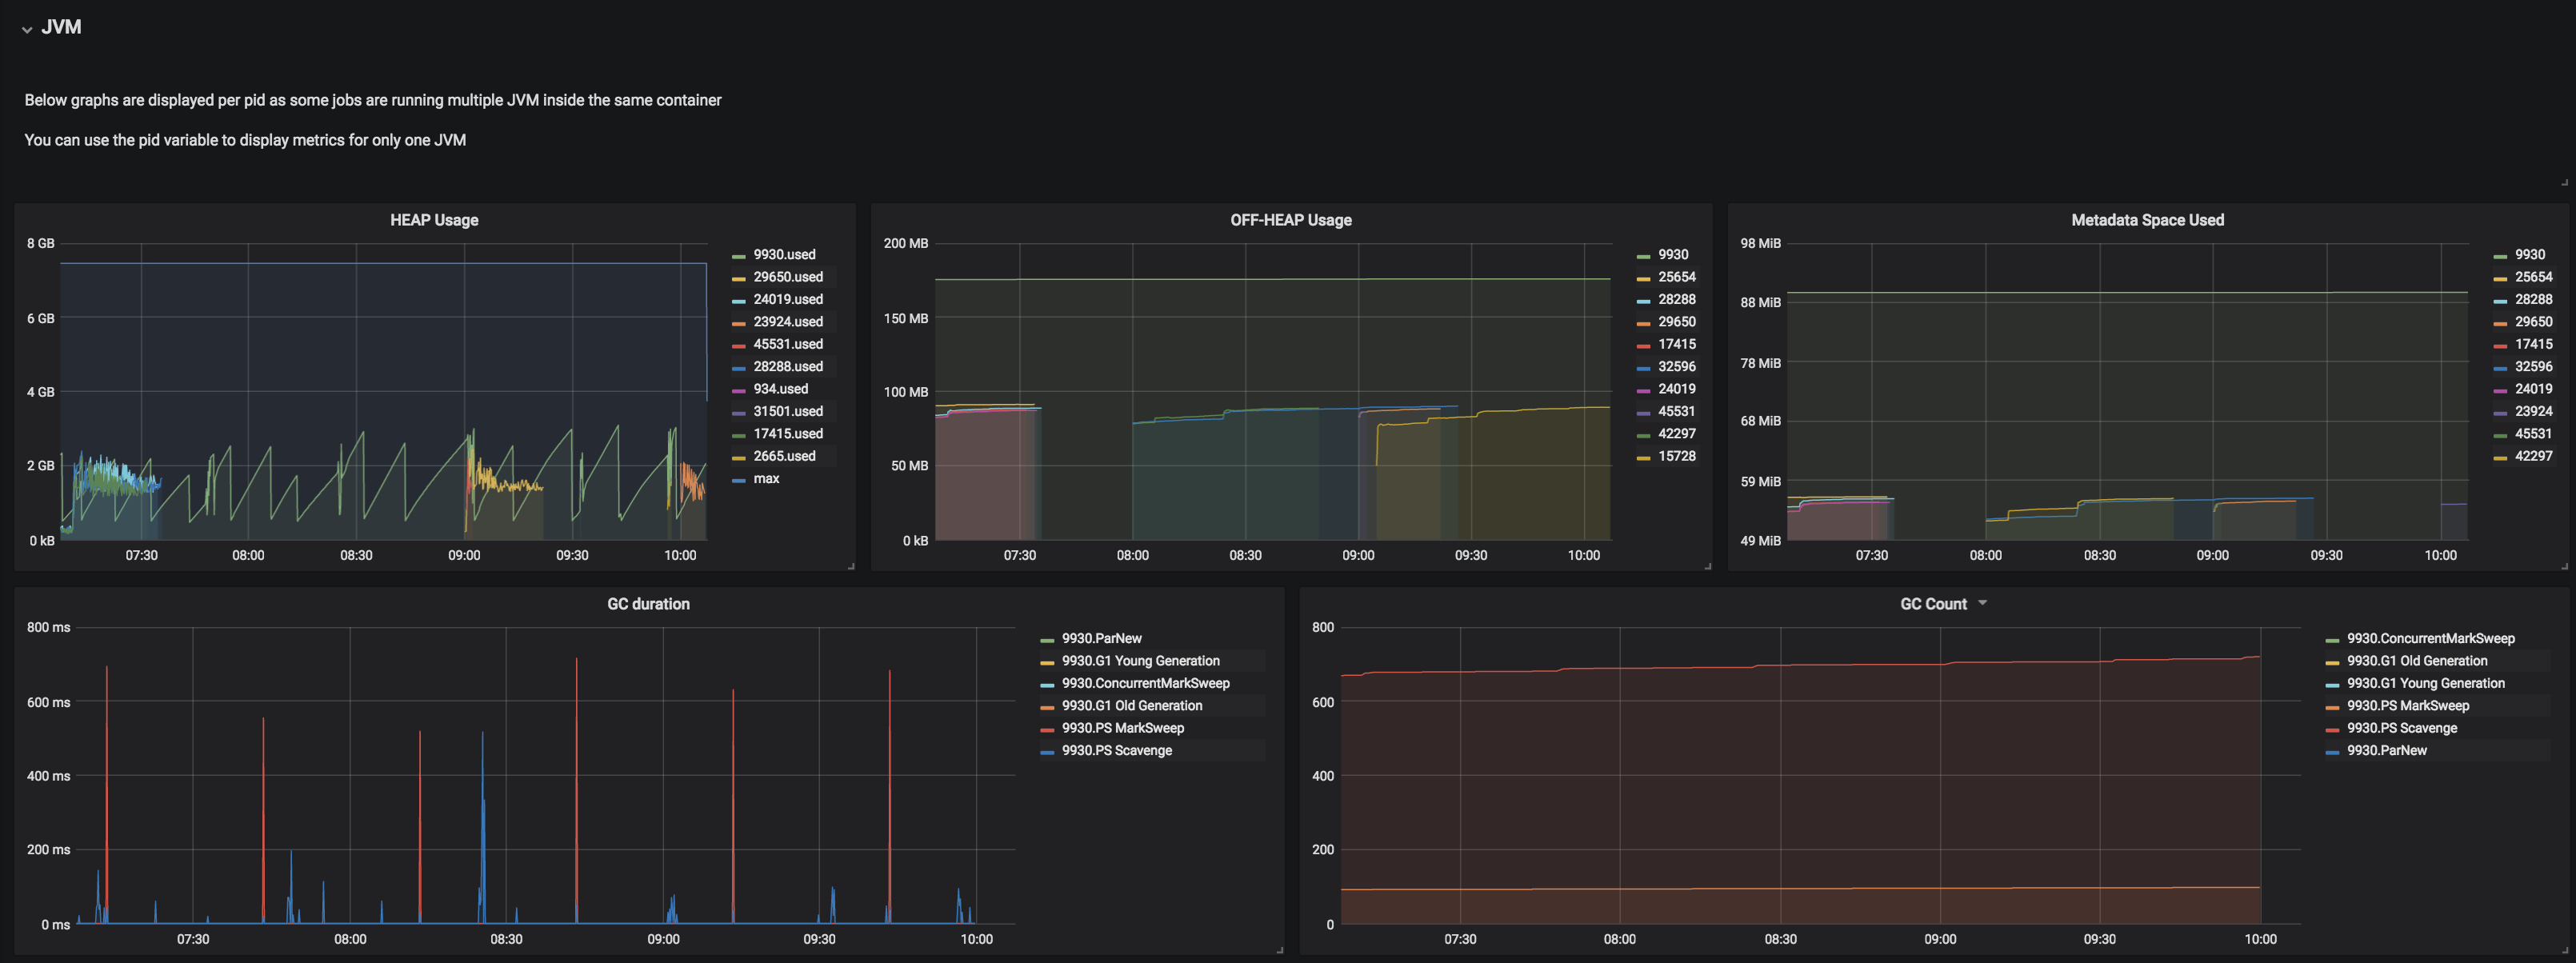 JVM
Below graphs are displayed per pid as some jobs are running multiple JVM inside the same container
You can use the pid variable to display metrics for only one JVM
HEAP Usage
8 GB
6 GB
4 GB
2 GB
0 kB
07:30 08:00 08:30 09:00 09:30 10:00
9930.used
29650.used
24019.used
23924.used
45531.used
28288.used
934.used
31501.used
17415.used
2665.used
max
OFF-HEAP Usage
200 MB
150 MB
100 MB
50 MB
0 kB
07:30 08:00 08:30 09:00 09:30 10:00
9930
25654
28288
29650
17415
32596
24019
45531
42297
15728
Metadata Space Used
98 MiB
88 MiB
78 MiB
68 MiB
59 MiB
49 MiB
07:30 08:00 08:30 09:00 09:30 10:00
9930
25654
28288
29650
17415
32596
24019
23924
45531
42297
GC duration
800 ms
600 ms
400 ms
200 ms
0 ms
07:30 08:00 08:30 09:00 09:30 10:00
9930.ParNew
9930.G1 Young Generation
9930.ConcurrentMarkSweep
9930.G1 Old Generation
9930.PS MarkSweep
9930.PS Scavenge
GC Count
800
600
400
200
0
07:30 08:00 08:30 09:00 09:30 10:00
9930.ConcurrentMarkSweep
9930.G1 Old Generation
9930.G1 Young Generation
9930.PS MarkSweep
9930.PS Scavenge
9930.ParNew